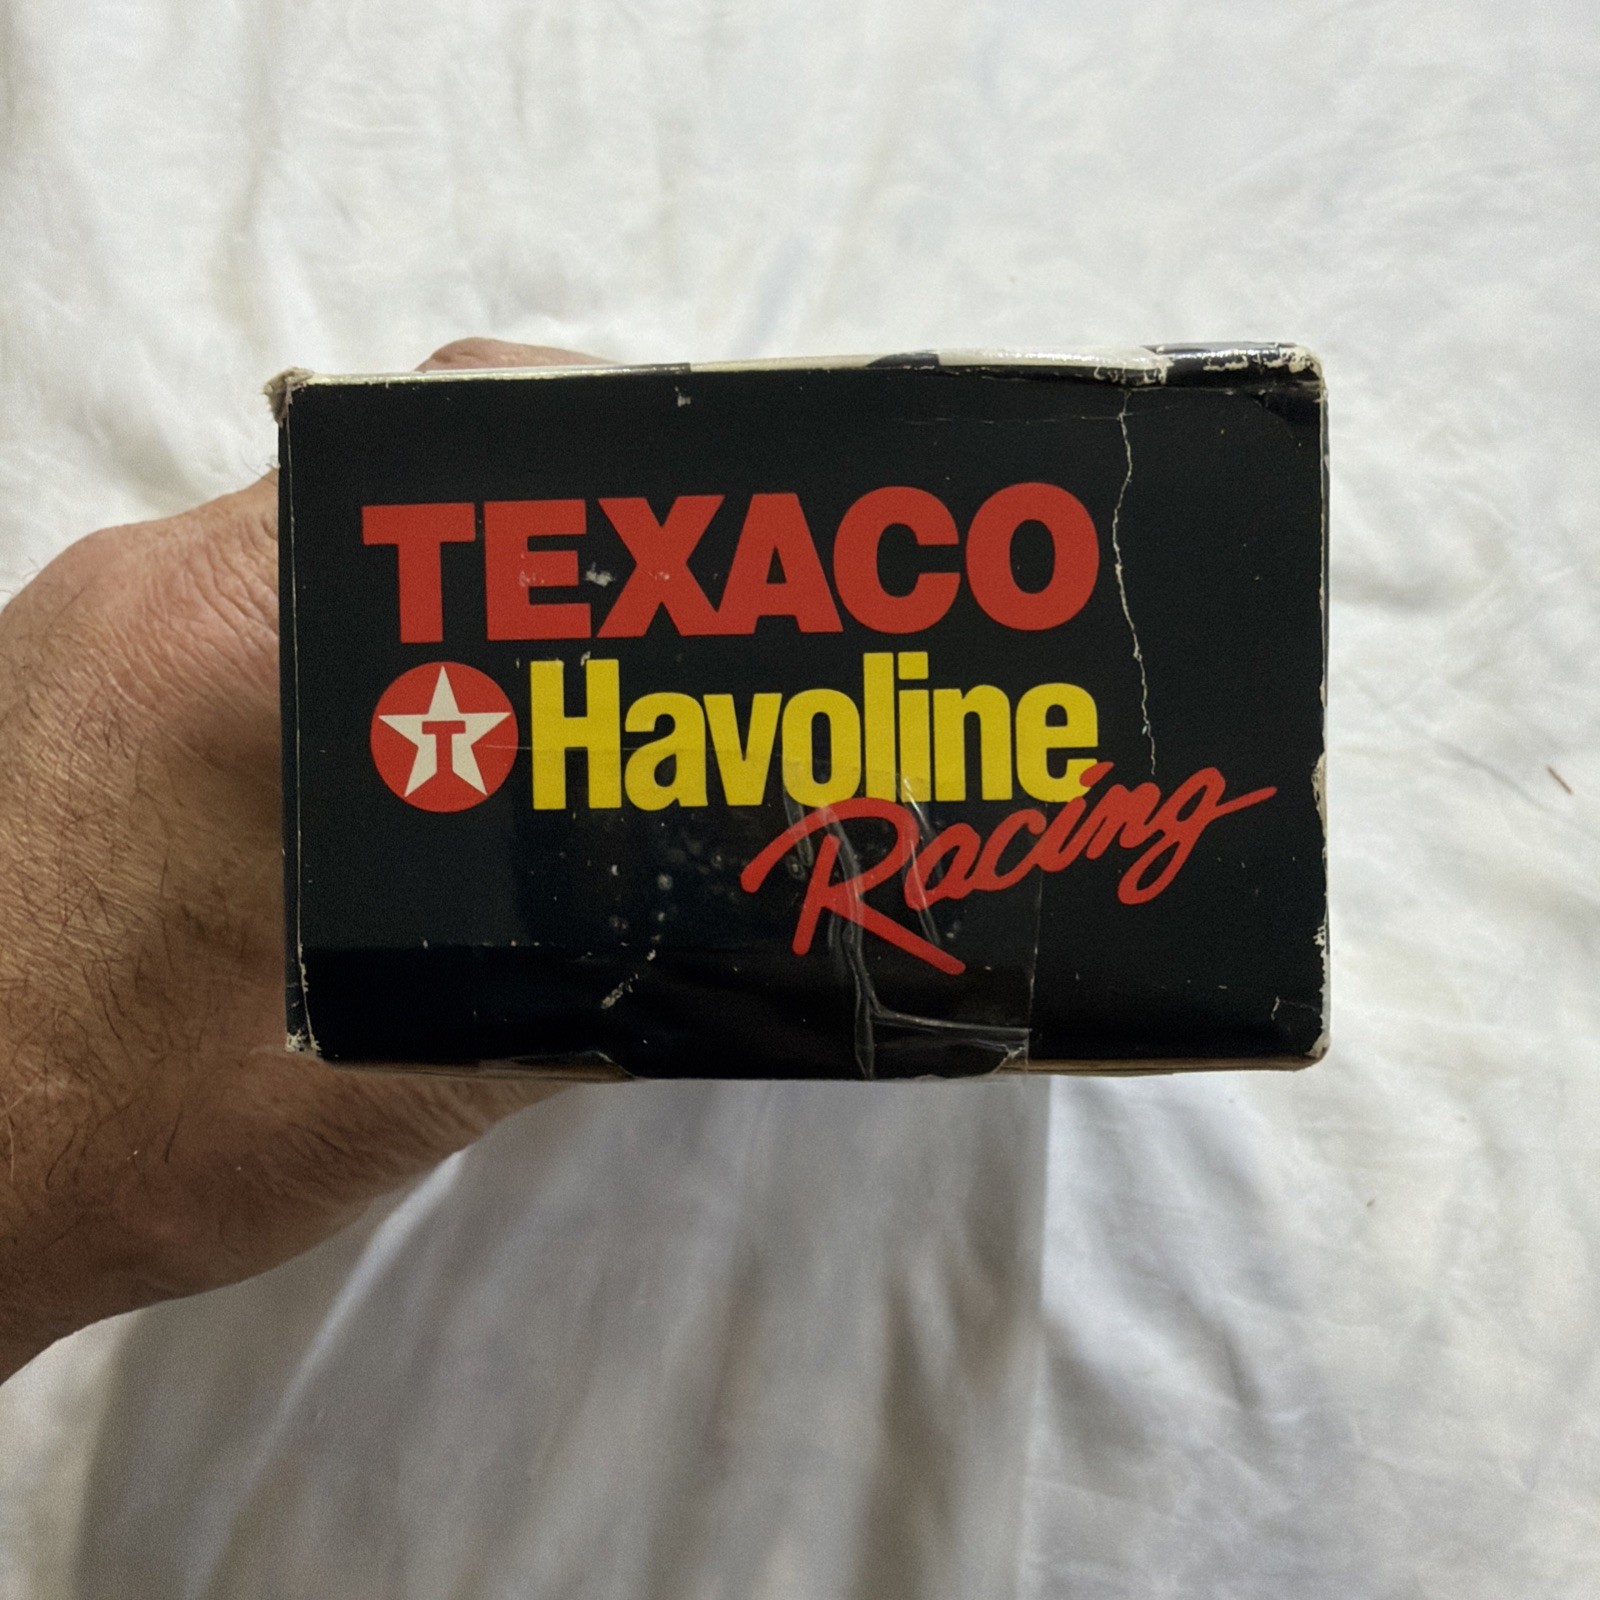 TEXACO
T Havoline
Racing